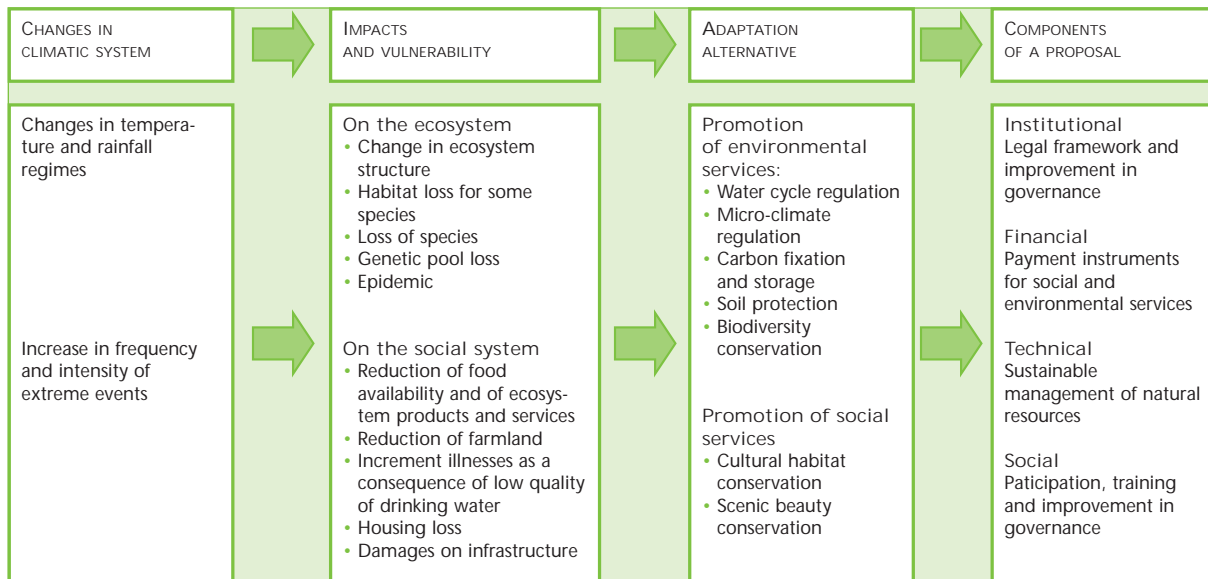 CHANGES IN
CLIMATIC SYSTEM
IMPACTS
AND VULNERABILITY
ADAPTATION
ALTERNATIVE
COMPONENTS
OF A PROPOSAL
Changes in tempera-
ture and rainfall
regimes
Increase in frequency
and intensity of
extreme events
On the ecosystem
• Change in ecosystem
structure
• Habitat loss for some
species
• Loss of species
• Genetic pool loss
• Epidemic
On the social system
• Reduction of food
availability and of ecosys-
tem products and services
• Reduction of farmland
• Increment illnesses as a
consequence of low quality
of drinking water
• Housing loss
• Damages on infrastructure
Promotion
of environmental
services:
• Water cycle regulation
• Micro-climate
regulation
• Carbon fixation
and storage
• Soil protection
• Biodiversity
conservation
Promotion of social
services
• Cultural habitat
conservation
• Scenic beauty
conservation
Institutional
Legal framework and
improvement in
governance
Financial
Payment instruments
for social and
environmental services
Technical
Sustainable
management of natural
resources
Social
Paticipation, training
and improvement in
governance